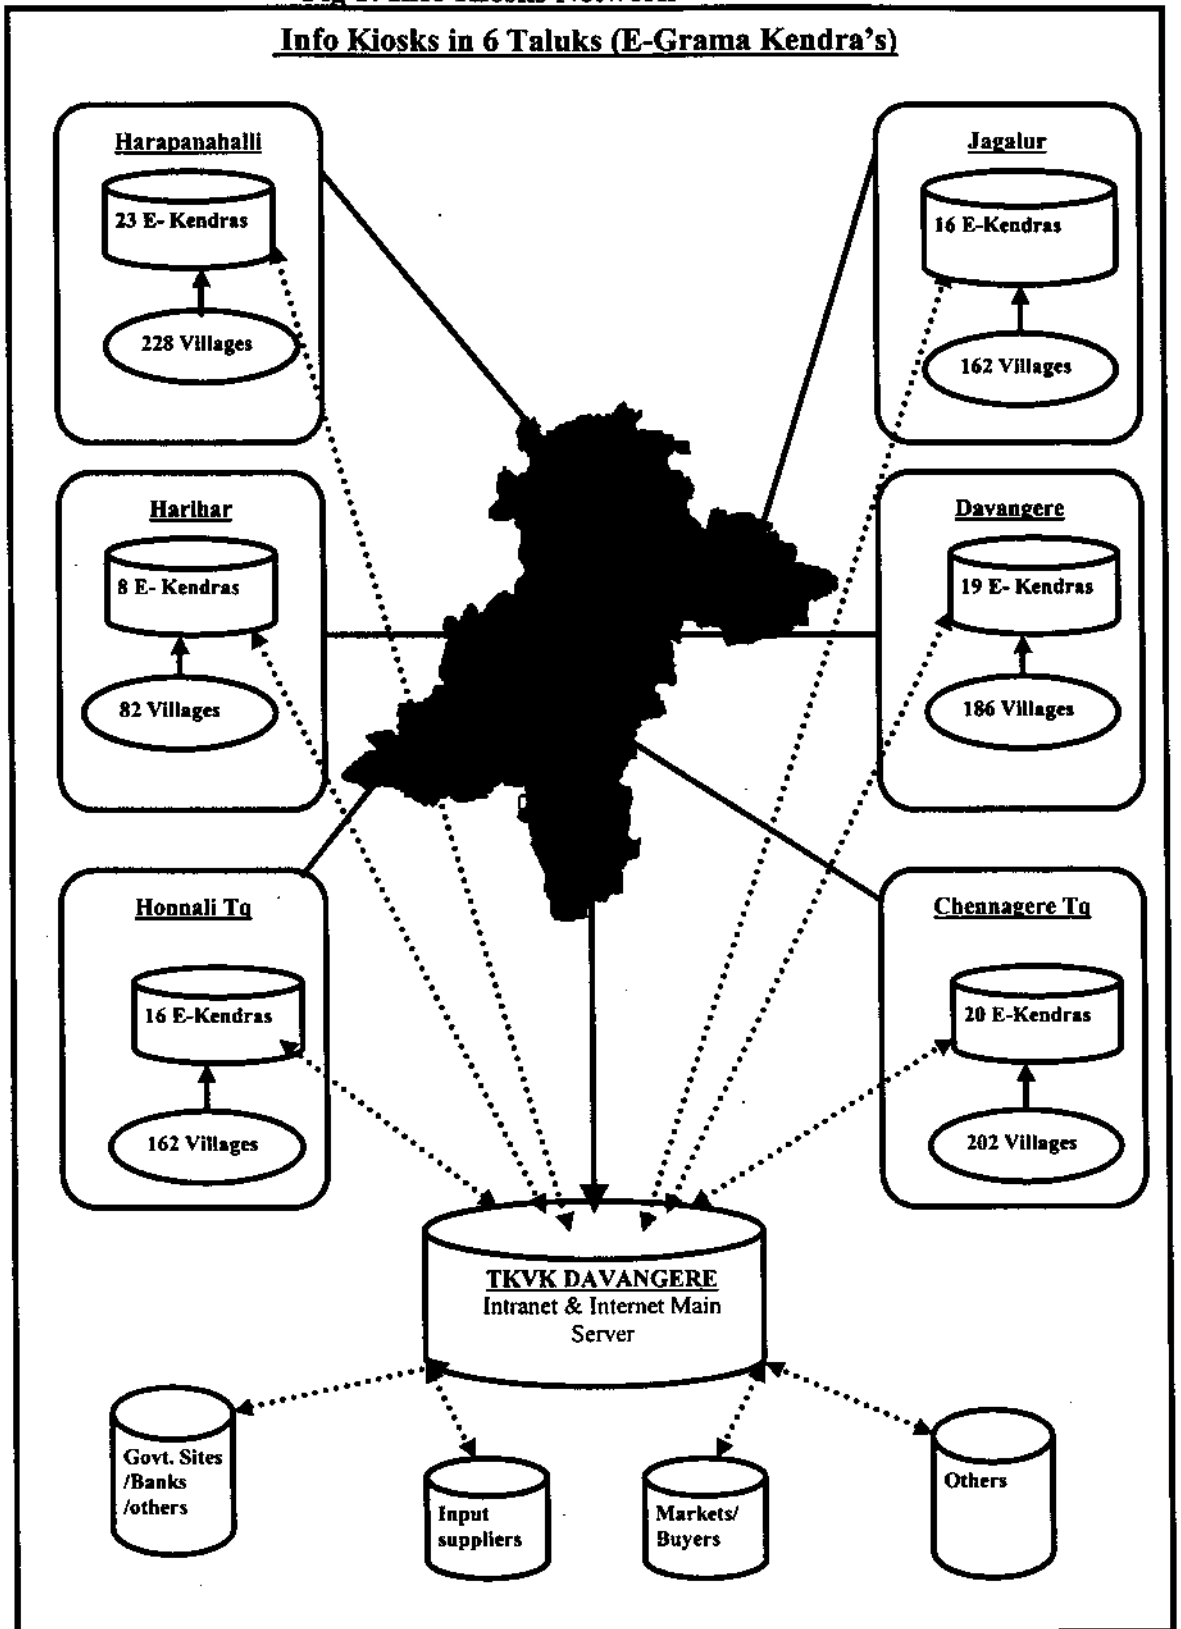 Info Kiosks in 6 Taluks (E-Grama Kendra's)
Harapanahalli
23 E- Kendras
228 Villages
Jagalur
16 E-Kendras
162 Villages
Harihar
8 E- Kendras
82 Villages
Davangere
19 E- Kendras
186 Villages
Honnali Tq
16 E-Kendras
162 Villages
Chennagere Tq
20 E-Kendras
202 Villages
TKVK DAVANGERE
Intranet & Internet Main
Server
Govt. Sites
/Banks
/others
Input
suppliers
Markets/
Buyers
Others